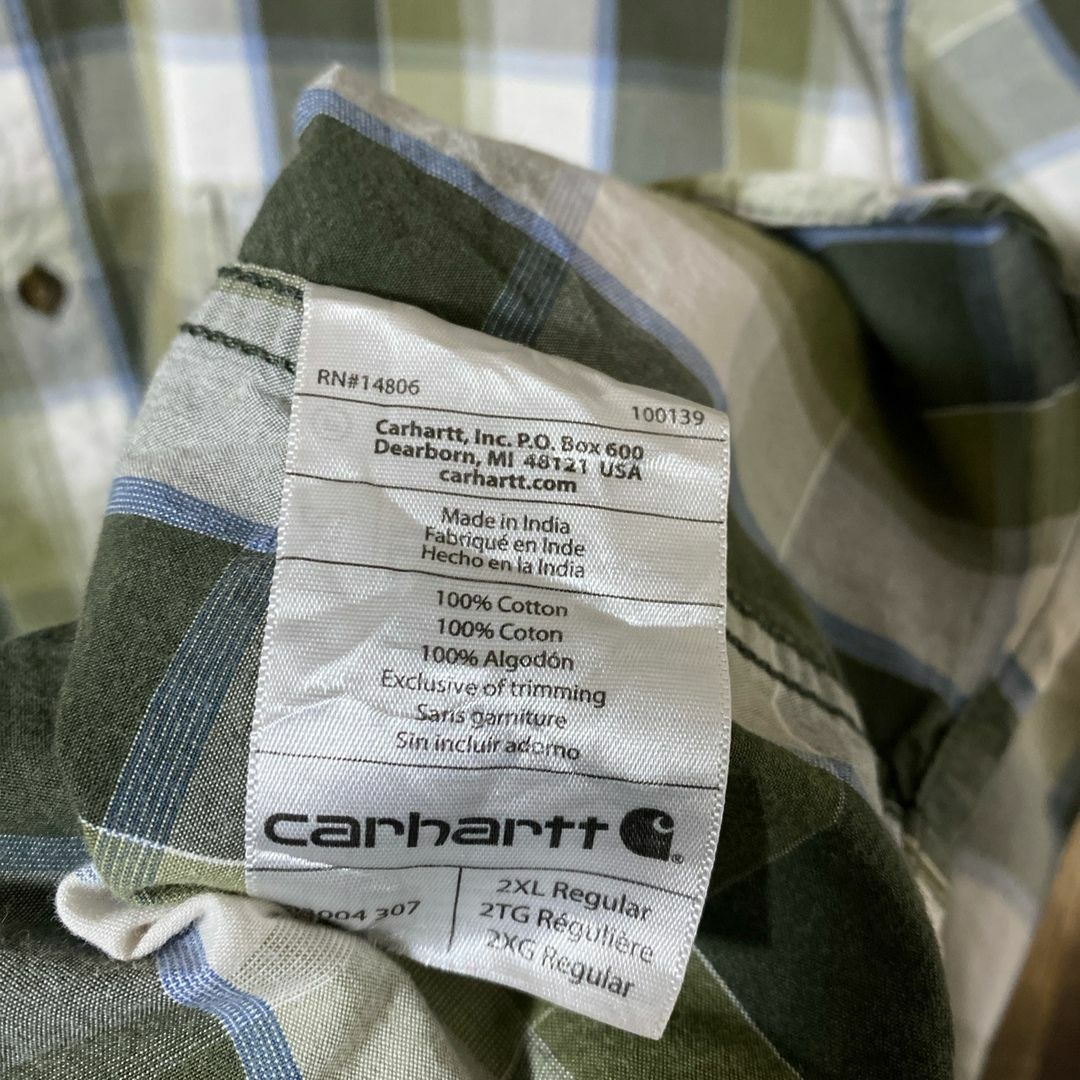 RN#14806
100139
Carhartt, Inc. P.O. Box 600
Dearborn, MI 48121 USA
carhartt.com
Made in India
Fabriqué en Inde
Hecho en la India
100% Cotton
100% Coton
100% Algodón
Exclusive of trimming
Sans garniture
Sin incluir adorno
carhartt
307
2XL Regular
2TG Régulière
2XG Regular